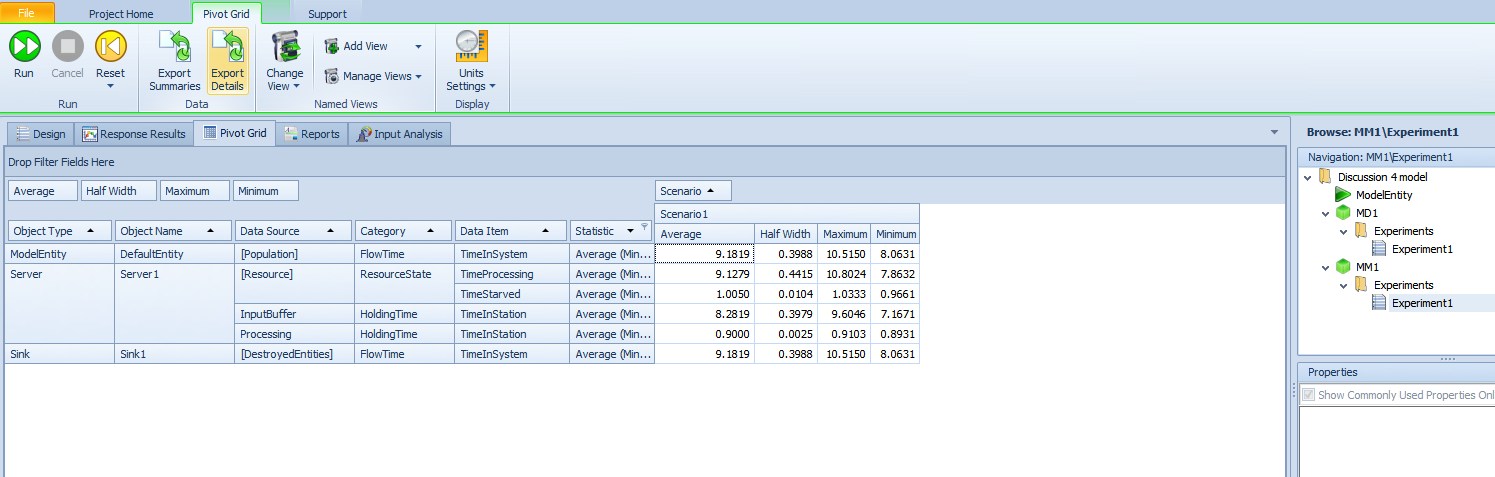 File Project Home Pivot Grid Support
Run Cancel Reset Export Summaries Export Details Change View Add View Manage Views Units Settings
Run Data Named Views Display
Design Response Results Pivot Grid Reports Input Analysis
Drop Filter Fields Here
Average Half Width Maximum Minimum Scenario
Scenario1
Object Type Object Name Data Source Category Data Item Statistic Average Half Width Maximum Minimum
ModelEntity DefaultEntity [Population] FlowTime TimeInSystem Average (Min... 9.1819 0.3988 10.5150 8.0631
Server Server1 [Resource] ResourceState TimeProcessing Average (Min... 9.1279 0.4415 10.8024 7.8632
TimeStarved Average (Min... 1.0050 0.0104 1.0333 0.9661
InputBuffer HoldingTime TimeInStation Average (Min... 8.2819 0.3979 9.6046 7.1671
Processing HoldingTime TimeInStation Average (Min... 0.9000 0.0025 0.9103 0.8931
Sink Sink1 [DestroyedEntities] FlowTime TimeInSystem Average (Min... 9.1819 0.3988 10.5150 8.0631
Browse: MM1\Experiment1
Navigation: MM1\Experiment1
Discussion 4 model
ModelEntity
MD1
Experiments
Experiment1
MM1
Experiments
Experiment1
Properties
Show Commonly Used Properties Onl